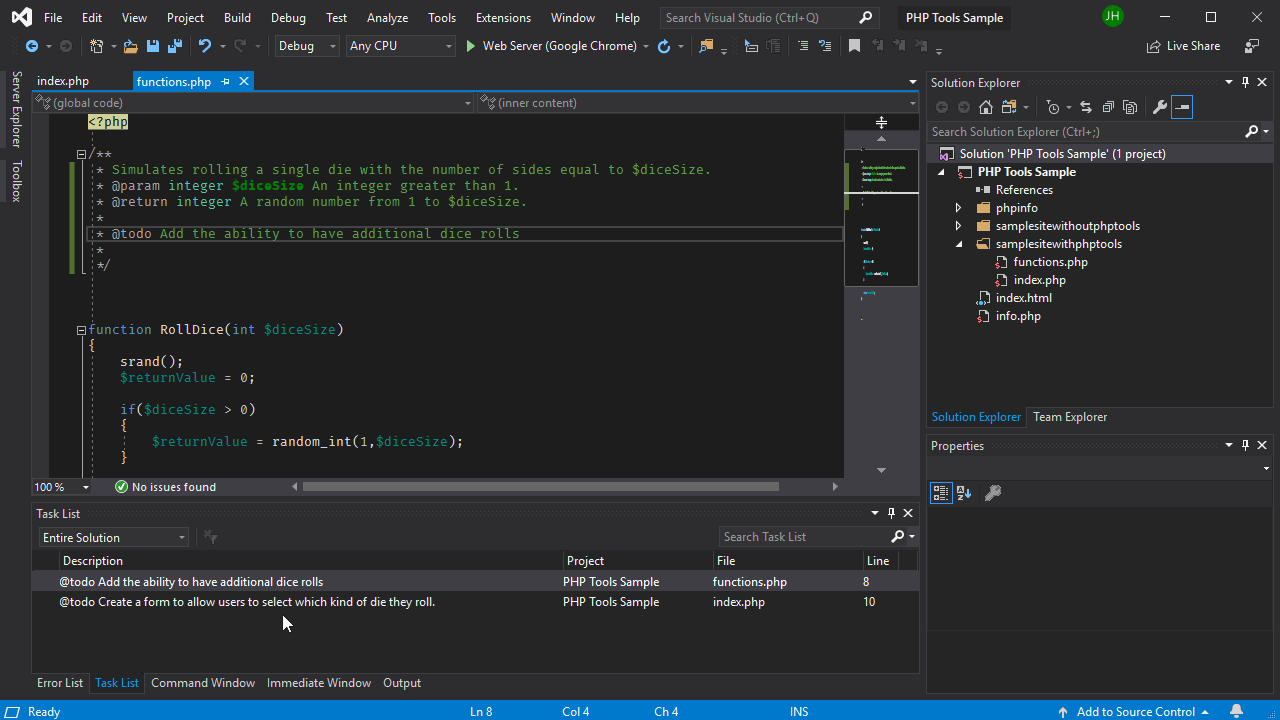 File Edit View Project Build Debug Test Analyze Tools Extensions Window Help Search Visual Studio (Ctrl+Q) PHP Tools Sample JH
Debug Any CPU Web Server (Google Chrome) Live Share
Server Explorer
Toolbox
index.php functions.php
(global code) (inner content)
<?php
/**
* Simulates rolling a single die with the number of sides equal to $diceSize.
* @param integer $diceSize An integer greater than 1.
* @return integer A random number from 1 to $diceSize.
*
* @todo Add the ability to have additional dice rolls
*
*/
function RollDice(int $diceSize)
{
srand();
$returnValue = 0;
if($diceSize > 0)
{
$returnValue = random_int(1,$diceSize);
}
100 % No issues found
Solution Explorer
Search Solution Explorer (Ctrl+;)
Solution 'PHP Tools Sample' (1 project)
PHP Tools Sample
References
phpinfo
samplesitewithoutphptools
samplesitewithphptools
functions.php
index.php
index.html
info.php
Solution Explorer Team Explorer
Properties
Task List
Entire Solution Search Task List
Description Project File Line
@todo Add the ability to have additional dice rolls PHP Tools Sample functions.php 8
@todo Create a form to allow users to select which kind of die they roll. PHP Tools Sample index.php 10
Error List Task List Command Window Immediate Window Output
Ready Ln 8 Col 4 Ch 4 INS Add to Source Control